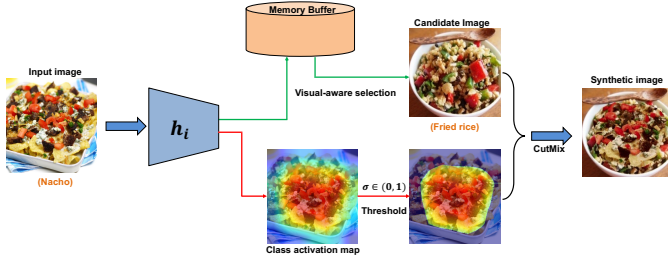 Memory Buffer
Candidate Image
Input image
Synthetic image
h_i
Visual-aware selection
(Fried rice)
CutMix
(Nacho)
σ ∈ (0, 1)
Threshold
Class activation map